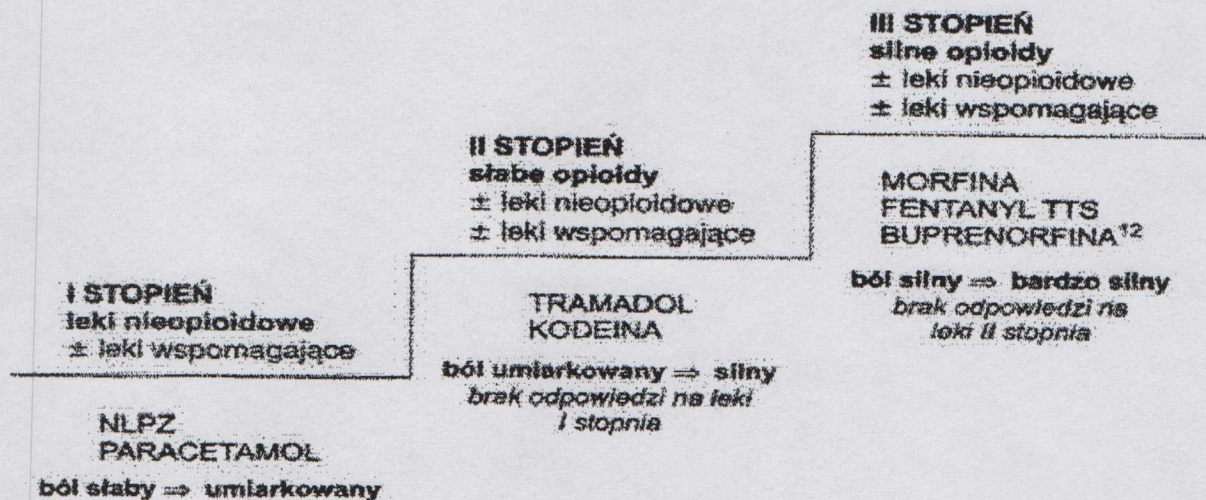 I STOPIEŃ
leki nieopioidowe
± leki wspomagające
NLPZ
PARACETAMOL
ból słaby ⇒ umiarkowany
II STOPIEŃ
słabe opioidy
± leki nieopioidowe
± leki wspomagające
TRAMADOL
KODEINA
ból umiarkowany ⇒ silny
brak odpowiedzi na leki
I stopnia
III STOPIEŃ
silne opioidy
± leki nieopioidowe
± leki wspomagające
MORFINA
FENTANYL TTS
BUPRENORFINA¹²
ból silny ⇒ bardzo silny
brak odpowiedzi na
leki II stopnia